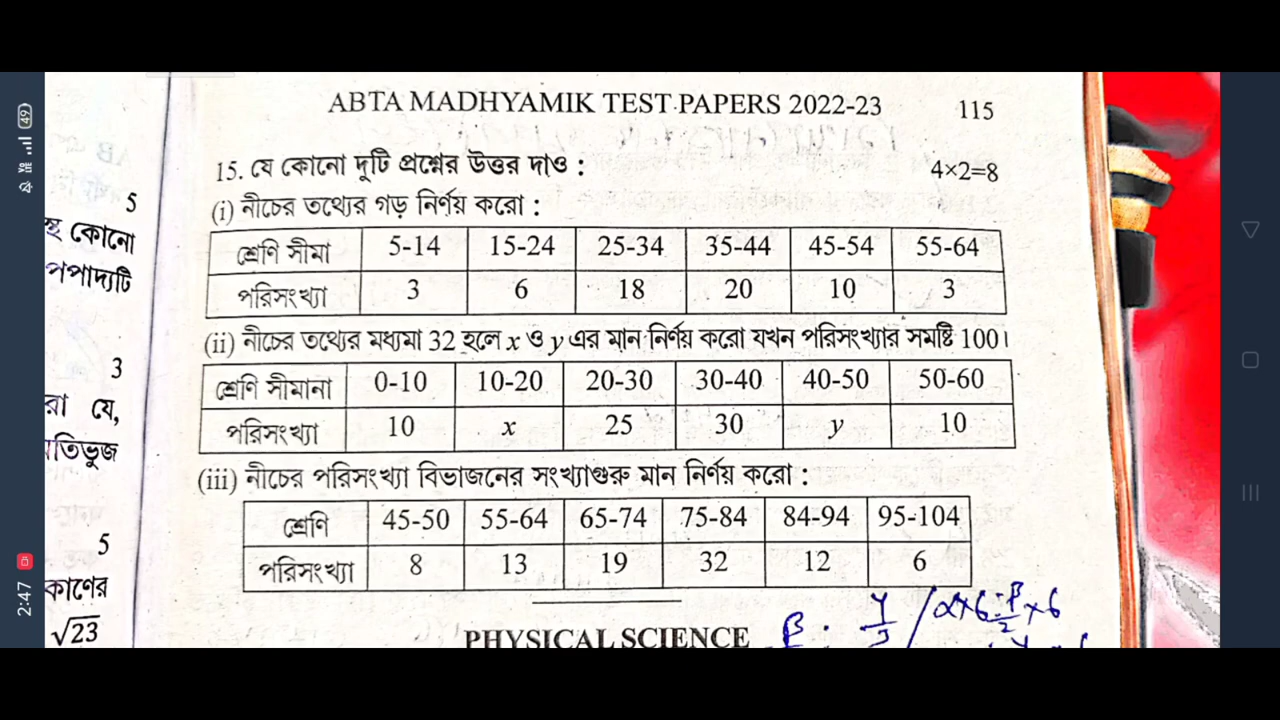 ABTA MADHYAMIK TEST PAPERS 2022-23 115
15. যে কোনো দুটি প্রশ্নের উত্তর দাও : 4×2=8
(i) নীচের তথ্যের গড় নির্ণয় করো :
শ্রেণি সীমা 5-14 15-24 25-34 35-44 45-54 55-64
পরিসংখ্যা 3 6 18 20 10 3
(ii) নীচের তথ্যের মধ্যমা 32 হলে x ও y এর মান নির্ণয় করো যখন পরিসংখ্যার সমষ্টি 100।
শ্রেণি সীমানা 0-10 10-20 20-30 30-40 40-50 50-60
পরিসংখ্যা 10 x 25 30 y 10
(iii) নীচের পরিসংখ্যা বিভাজনের সংখ্যাগুরু মান নির্ণয় করো :
শ্রেণি 45-50 55-64 65-74 75-84 84-94 95-104
পরিসংখ্যা 8 13 19 32 12 6
PHYSICAL SCIENCE
5
কোনো
পপাদ্যটি
3
রা যে,
5
√23
2:47
49